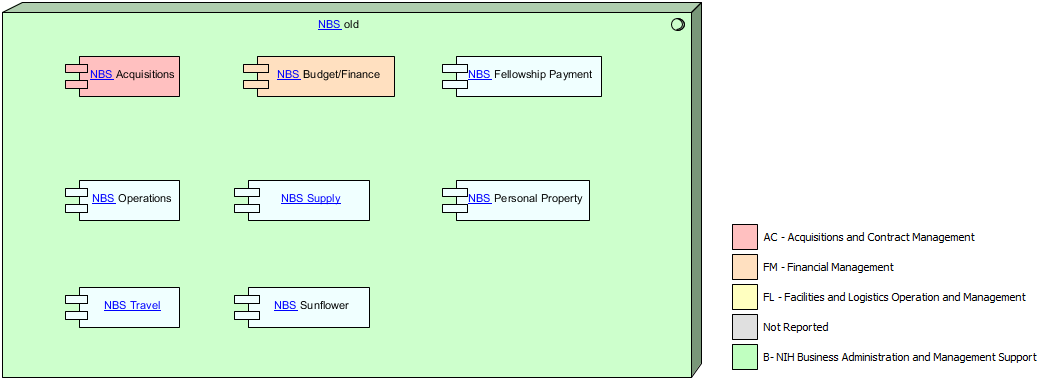 NBS old
NBS Acquisitions
NBS Budget/Finance
NBS Fellowship Payment
NBS Operations
NBS Supply
NBS Personal Property
NBS Travel
NBS Sunflower
AC - Acquisitions and Contract Management
FM - Financial Management
FL - Facilities and Logistics Operation and Management
Not Reported
B- NIH Business Administration and Management Support